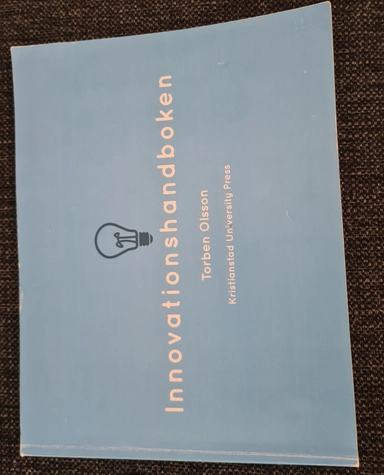 Innovationshandboken
Torben Olsson
Kristianstad University Press